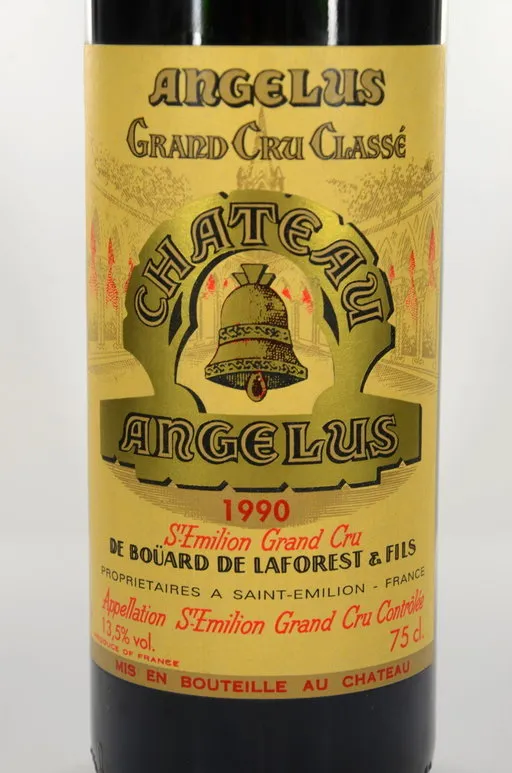 ANGELUS
GRAND CRU CLASSÉ
CHATEAU
ANGELUS
1990
St Emilion Grand Cru
DE BOÜARD DE LAFOREST & FILS
PROPRIETAIRES A SAINT-EMILION - FRANCE
Appellation St Emilion Grand Cru Contrôlée
13,5% vol.
75 cl.
PRODUCE OF FRANCE
MIS EN BOUTEILLE AU CHATEAU